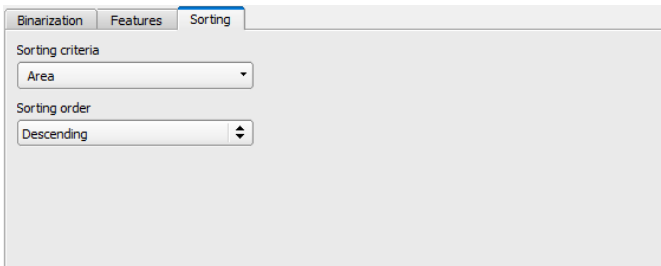 Binarization Features Sorting
Sorting criteria
Area
Sorting order
Descending